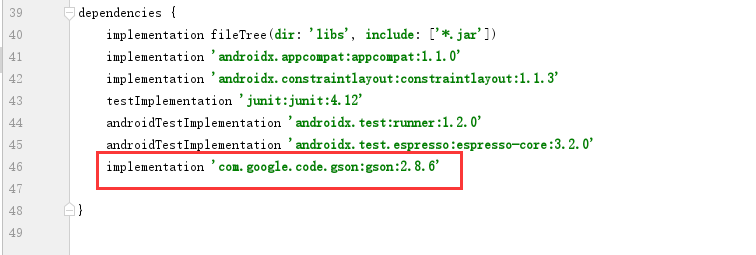 39 dependencies {
40 implementation fileTree(dir: 'libs', include: ['*.jar'])
41 implementation 'androidx.appcompat:appcompat:1.1.0'
42 implementation 'androidx.constraintlayout:constraintlayout:1.1.3'
43 testImplementation 'junit:junit:4.12'
44 androidTestImplementation 'androidx.test:runner:1.2.0'
45 androidTestImplementation 'androidx.test.espresso:espresso-core:3.2.0'
46 implementation 'com.google.code.gson:gson:2.8.6'
47
48 }
49